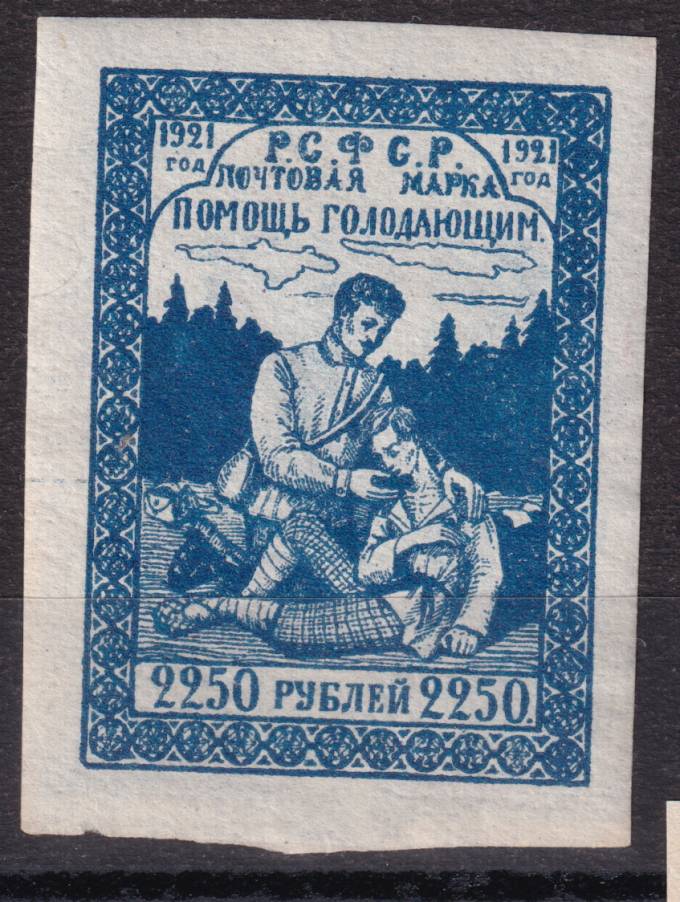 1921 год
Р.С.Ф С.Р.
1921 год
ПОЧТОВАЯ МАРКА
ПОМОЩЬ ГОЛОДАЮЩИМ.
2250 РУБЛЕЙ 2250.